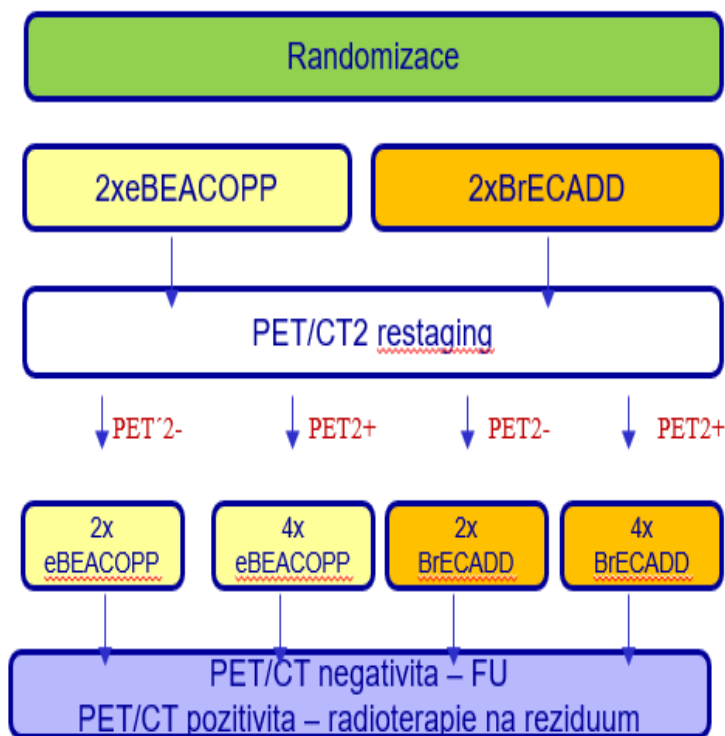 Randomizace
2xeBEACOPP
2xBrECADD
PET/CT2 restaging
PET´2-
PET2+
PET2-
PET2+
2x
eBEACOPP
4x
eBEACOPP
2x
BrECADD
4x
BrECADD
PET/CT negativita – FU
PET/CT pozitivita – radioterapie na reziduum